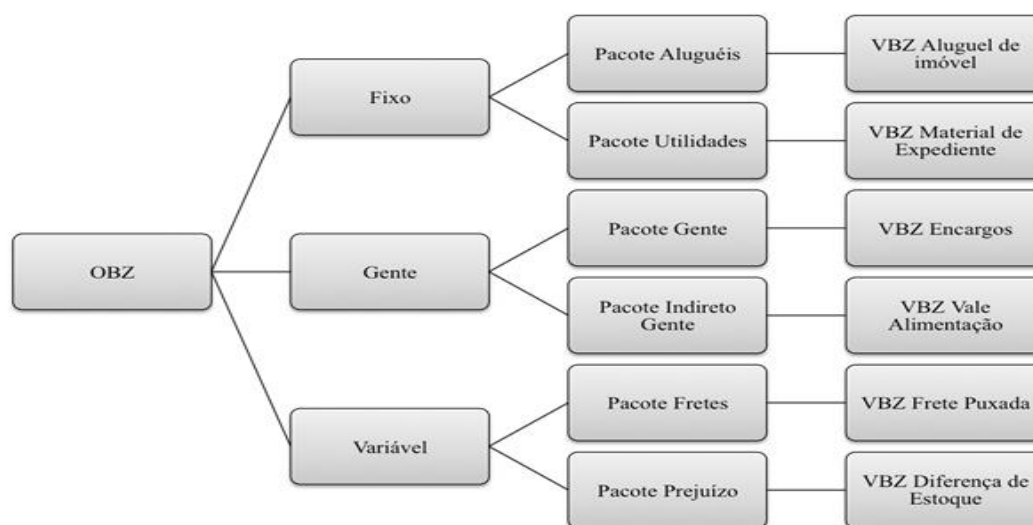 OBZ
Fixo
Pacote Aluguéis
VBZ Aluguel de
imóvel
Pacote Utilidades
VBZ Material de
Expediente
Gente
Pacote Gente
VBZ Encargos
Pacote Indireto
Gente
VBZ Vale
Alimentação
Variável
Pacote Fretes
VBZ Frete Puxada
Pacote Prejuízo
VBZ Diferença de
Estoque